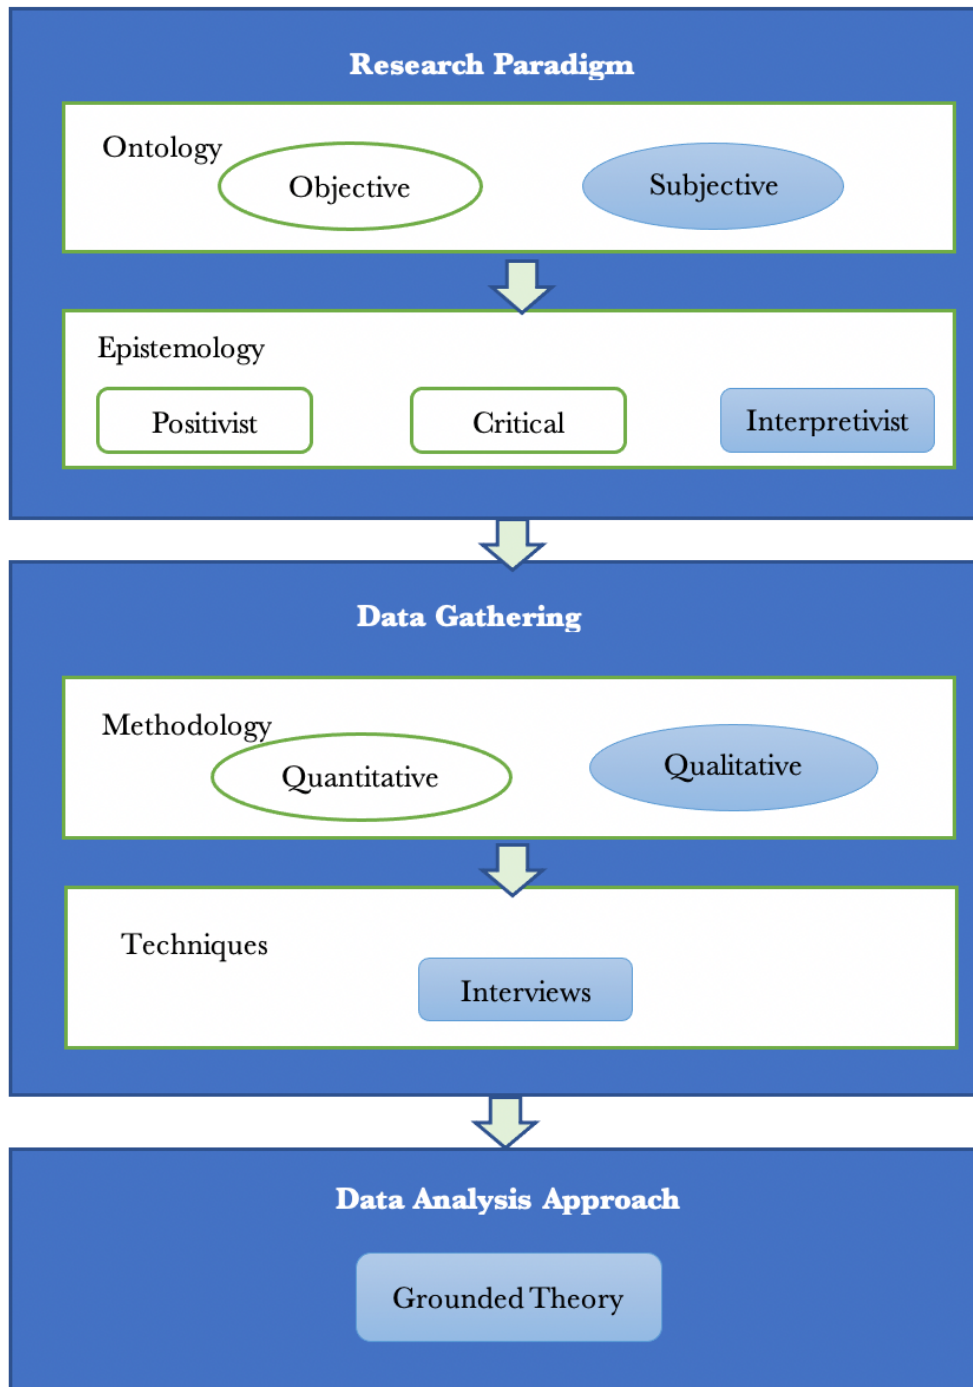 Research Paradigm
Ontology
Objective
Subjective
Epistemology
Positivist
Critical
Interpretivist
Data Gathering
Methodology
Quantitative
Qualitative
Techniques
Interviews
Data Analysis Approach
Grounded Theory